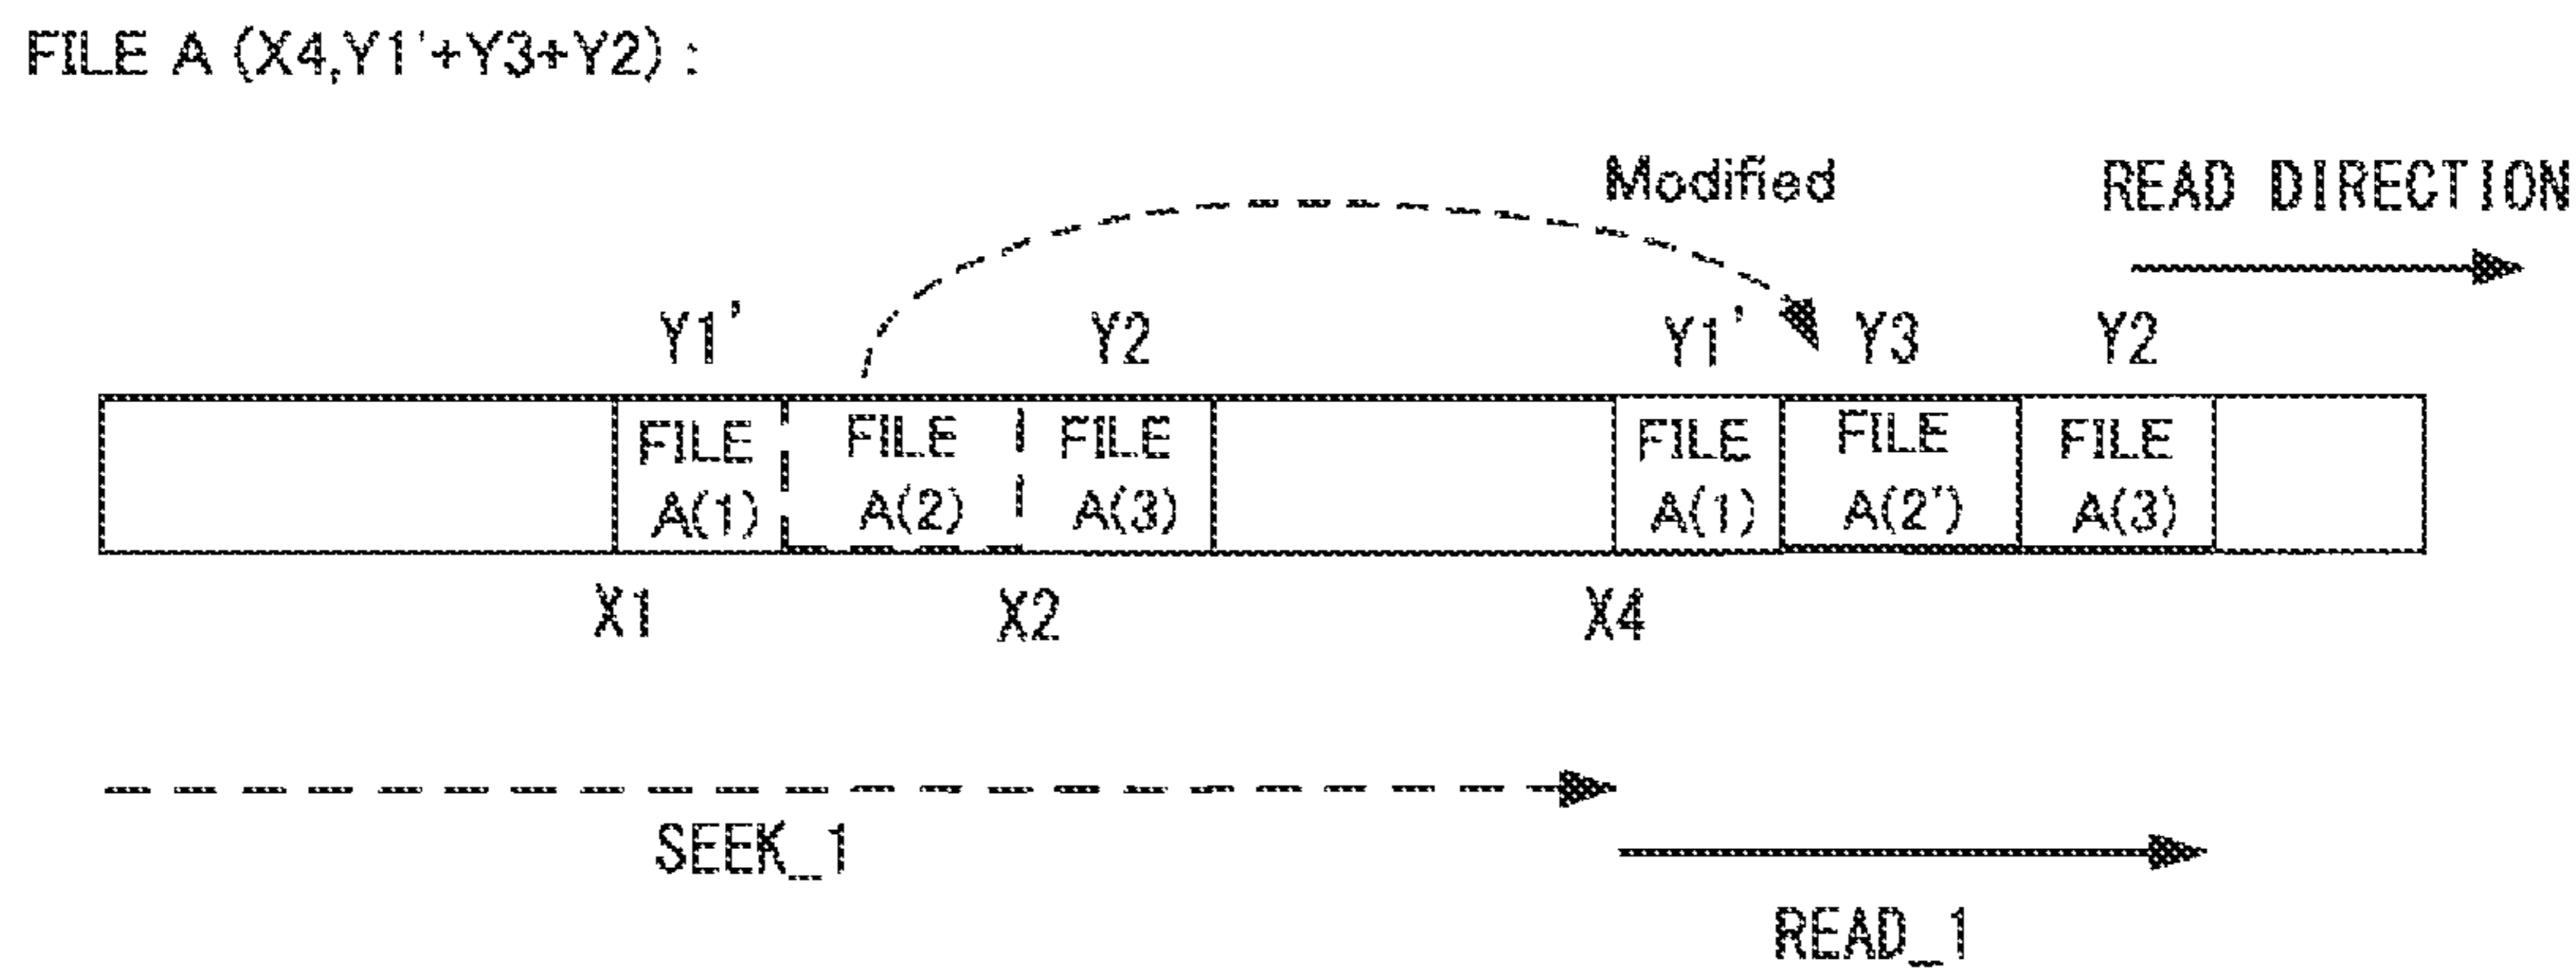 FILE A (X4,Y1'+Y3+Y2) :
Modified
READ DIRECTION
Y1' Y2 Y1' Y3 Y2
FILE FILE FILE FILE FILE FILE
A(1) A(2) A(3) A(1) A(2') A(3)
X1 X2 X4
SEEK_1
READ_1